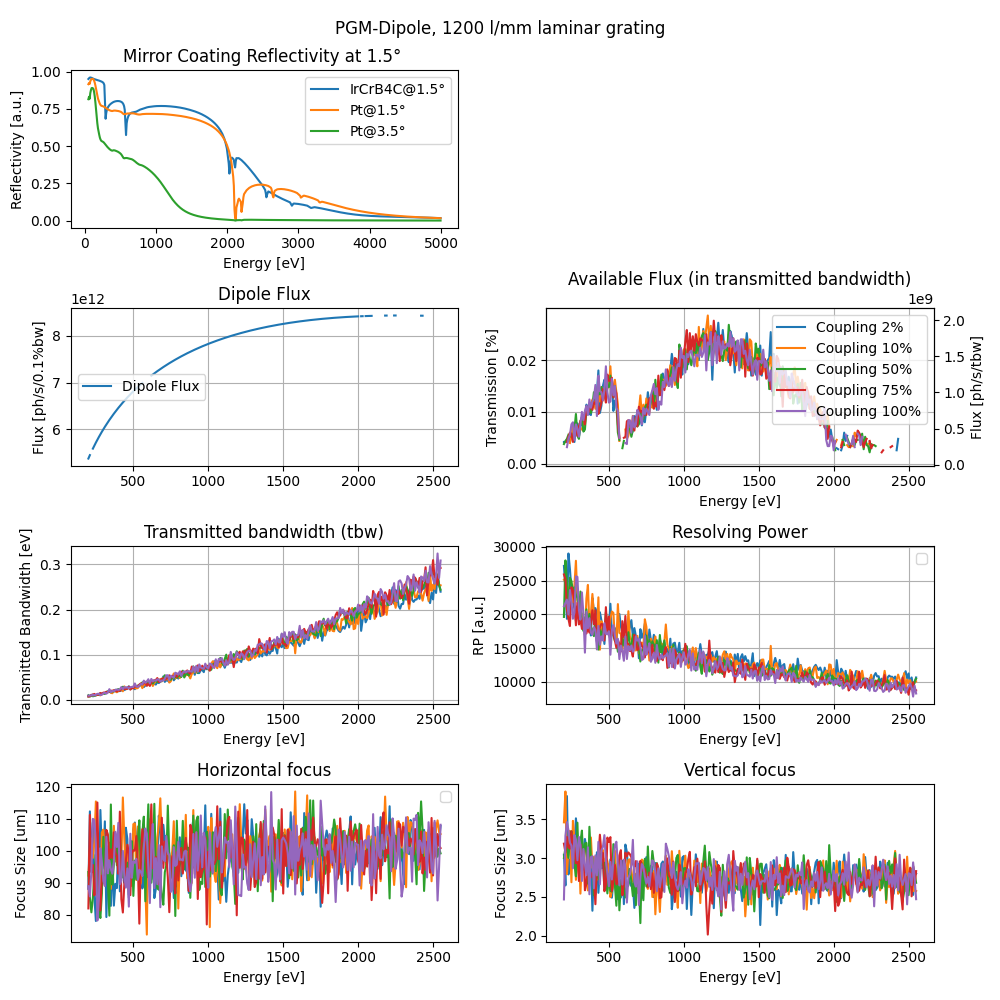 PGM-Dipole, 1200 l/mm laminar grating
Mirror Coating Reflectivity at 1.5°
Reflectivity [a.u.]
1.00
0.75
0.50
0.25
0.00
IrCrB4C@1.5°
Pt@1.5°
Pt@3.5°
0 1000 2000 3000 4000 5000
Energy [eV]
Dipole Flux
1e12
Flux [ph/s/0.1%bw]
8
7
6
Dipole Flux
500 1000 1500 2000 2500
Available Flux (in transmitted bandwidth)
1e9
Transmission [%]
0.02
0.01
0.00
Coupling 2%
Coupling 10%
Coupling 50%
Coupling 75%
Coupling 100%
2.0
1.5
1.0
0.5
0.0
Flux [ph/s/tbw]
500 1000 1500 2000 2500
Energy [eV]
Transmitted bandwidth (tbw)
Transmitted Bandwidth [eV]
0.3
0.2
0.1
0.0
500 1000 1500 2000 2500
Energy [eV]
Resolving Power
RP [a.u.]
30000
25000
20000
15000
10000
500 1000 1500 2000 2500
Energy [eV]
Horizontal focus
Focus Size [um]
120
110
100
90
80
500 1000 1500 2000 2500
Energy [eV]
Vertical focus
Focus Size [um]
3.5
3.0
2.5
2.0
500 1000 1500 2000 2500
Energy [eV]